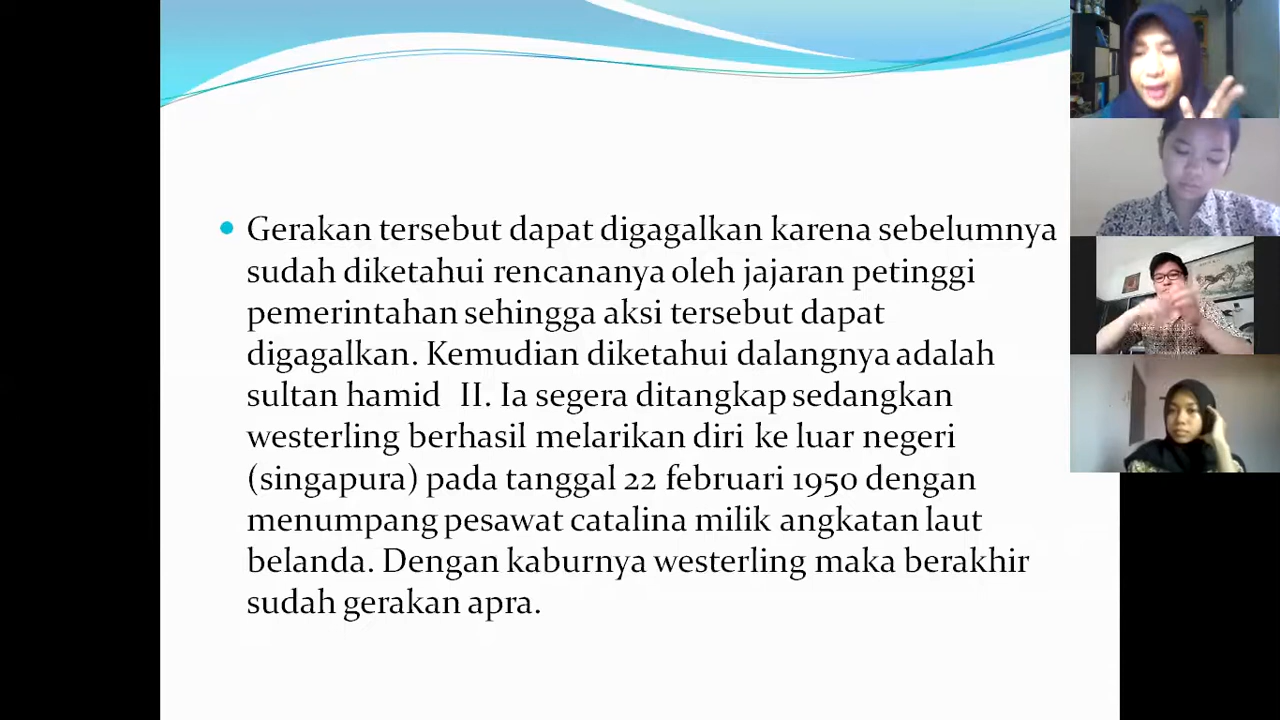 Gerakan tersebut dapat digagalkan karena sebelumnya
sudah diketahui rencananya oleh jajaran petinggi
pemerintahan sehingga aksi tersebut dapat
digagalkan. Kemudian diketahui dalangnya adalah
sultan hamid II. Ia segera ditangkap sedangkan
westerling berhasil melarikan diri ke luar negeri
(singapura) pada tanggal 22 februari 1950 dengan
menumpang pesawat catalina milik angkatan laut
belanda. Dengan kaburnya westerling maka berakhir
sudah gerakan apra.